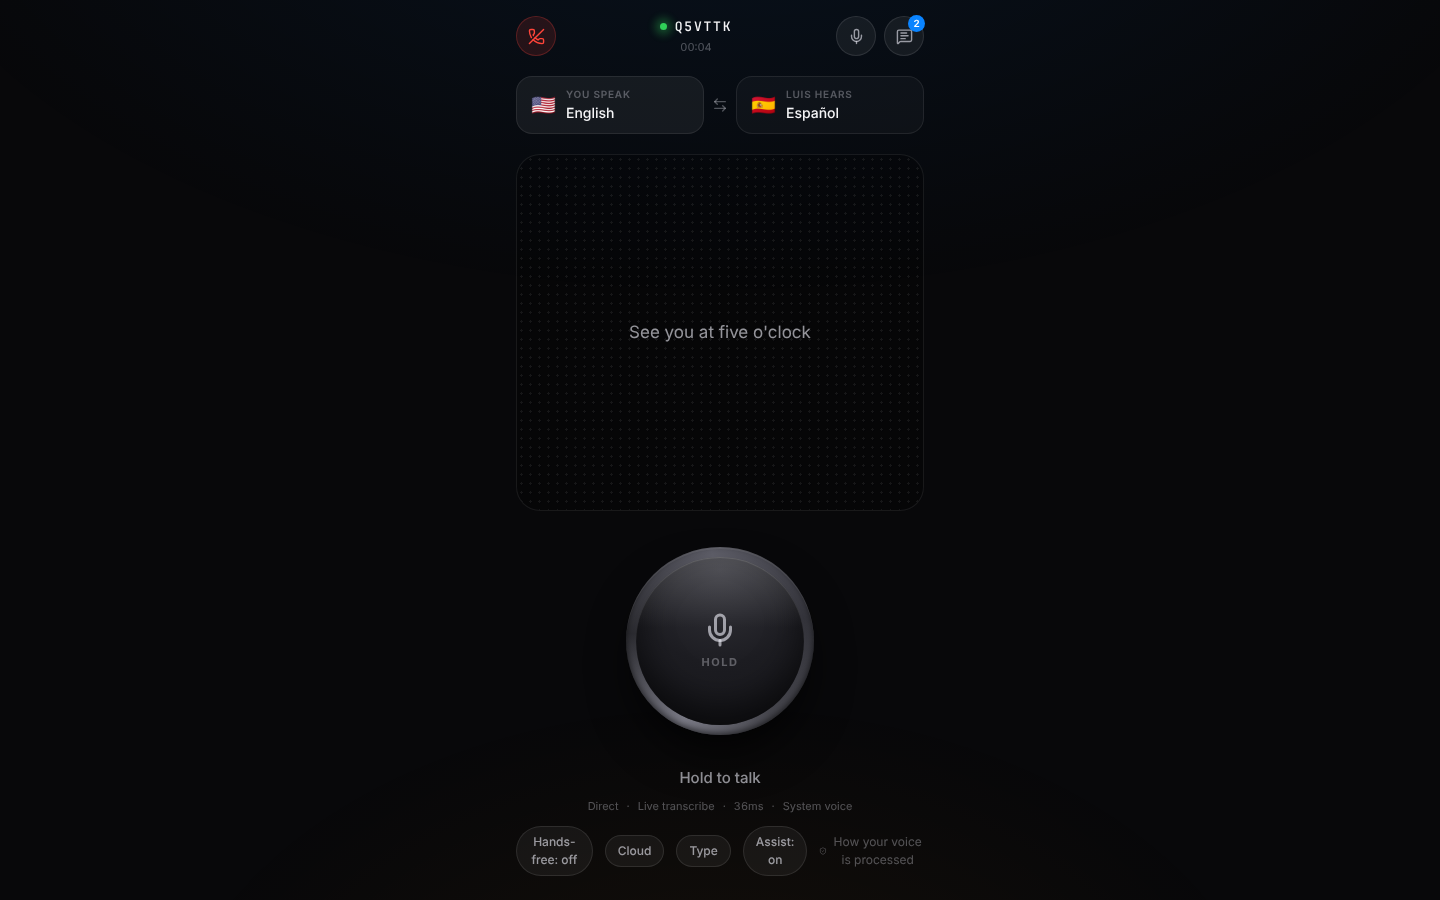 Q5VTTK
2
00:04
YOU SPEAK
English
LUIS HEARS
Español
See you at five o'clock
HOLD
Hold to talk
Direct · Live transcribe · 36ms · System voice
Hands-
free: off
Cloud
Type
Assist:
on
How your voice
is processed